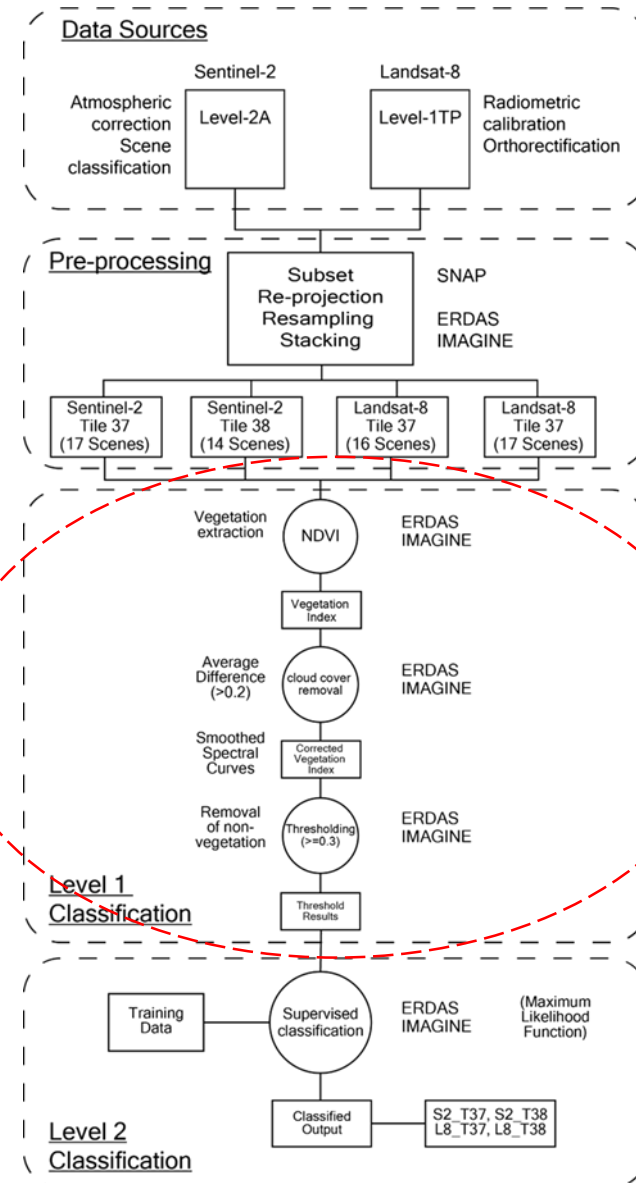 Data Sources
Sentinel-2
Landsat-8
Atmospheric
correction
Scene
classification
Level-2A
Level-1TP
Radiometric
calibration
Orthorectification
Pre-processing
Subset
Re-projection
Resampling
Stacking
SNAP
ERDAS
IMAGINE
Sentinel-2
Tile 37
(17 Scenes)
Sentinel-2
Tile 38
(14 Scenes)
Landsat-8
Tile 37
(16 Scenes)
Landsat-8
Tile 37
(17 Scenes)
Vegetation
extraction
NDVI
ERDAS
IMAGINE
Vegetation
Index
Average
Difference
(>0.2)
cloud cover
removal
ERDAS
IMAGINE
Smoothed
Spectral
Curves
Corrected
Vegetation
Index
Removal
of non-
vegetation
Thresholding
(>=0.3)
ERDAS
IMAGINE
Level 1
Classification
Threshold
Results
Training
Data
Supervised
classification
ERDAS
IMAGINE
(Maximum
Likelihood
Function)
Classified
Output
S2_T37, S2_T38
L8_T37, L8_T38
Level 2
Classification